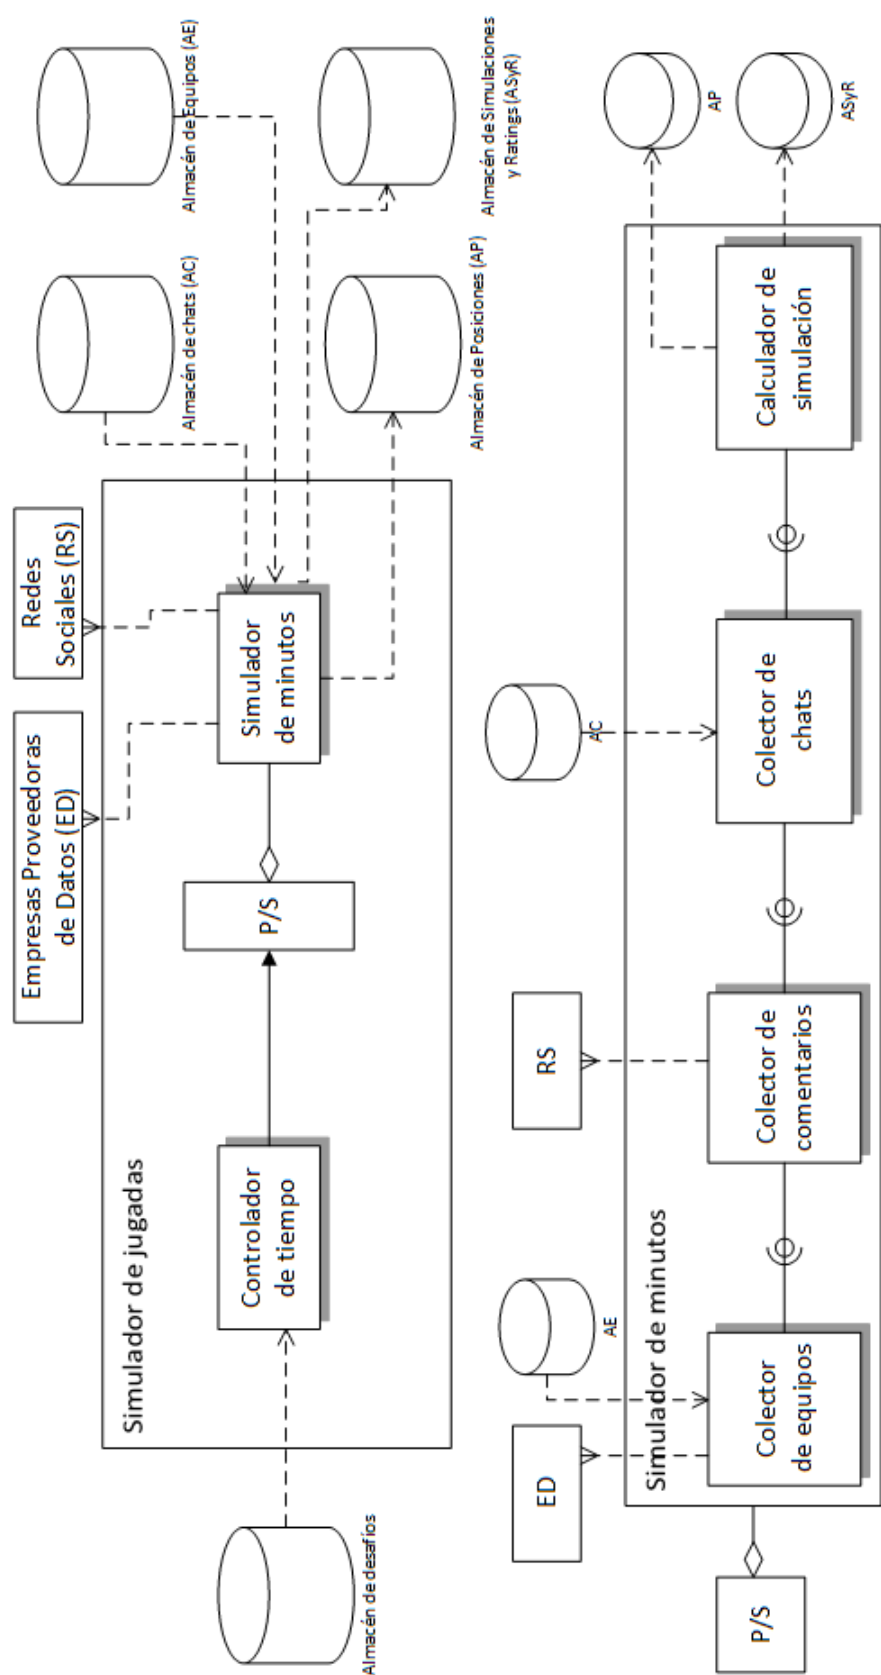 Almacén de Equipos (AE)
Almacén de chats (AC)
Almacén de Simulaciones
y Ratings (ASyR)
Almacén de Posiciones (AP)
Redes
Sociales (RS)
Empresas Proveedoras
de Datos (ED)
Simulador de jugadas
Simulador
de minutos
P/S
Controlador
de tiempo
Almacén de desafíos
Simulador de minutos
P/S
ED
AE
RS
AC
AP
ASyR
Colector
de equipos
Colector de
comentarios
Colector de
chats
Calculador de
simulación